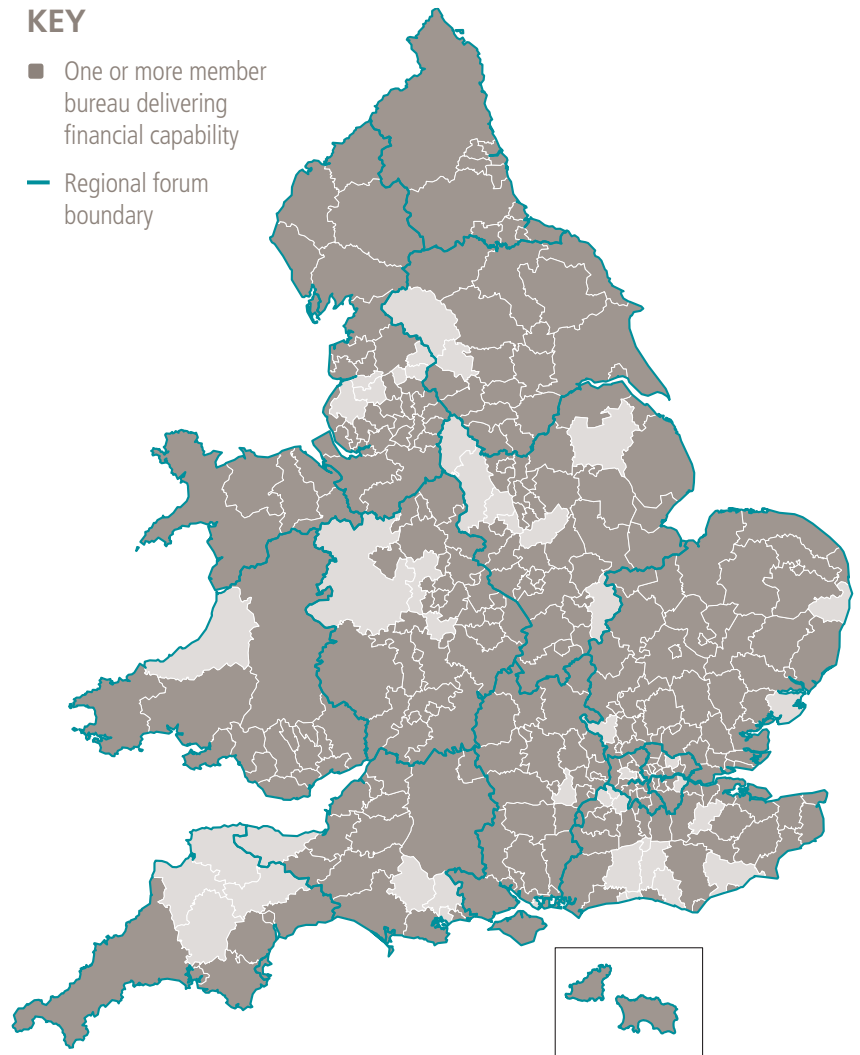 KEY
One or more member
bureau delivering
financial capability
Regional forum
boundary